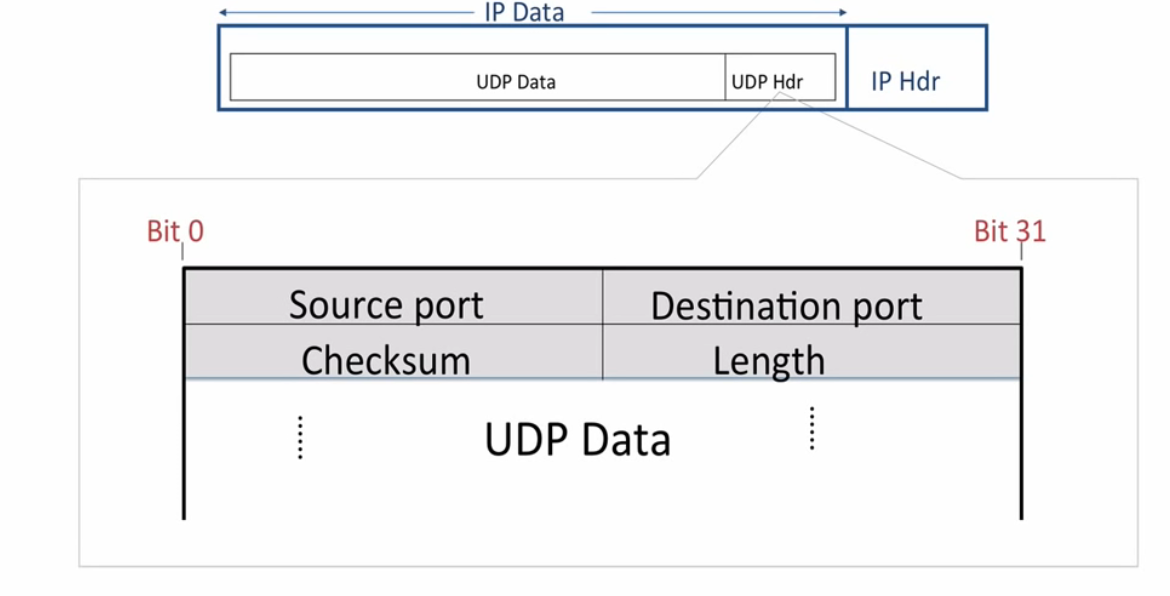 IP Data
UDP Data UDP Hdr IP Hdr
Bit 0 Bit 31
Source port Destination port
Checksum Length
UDP Data